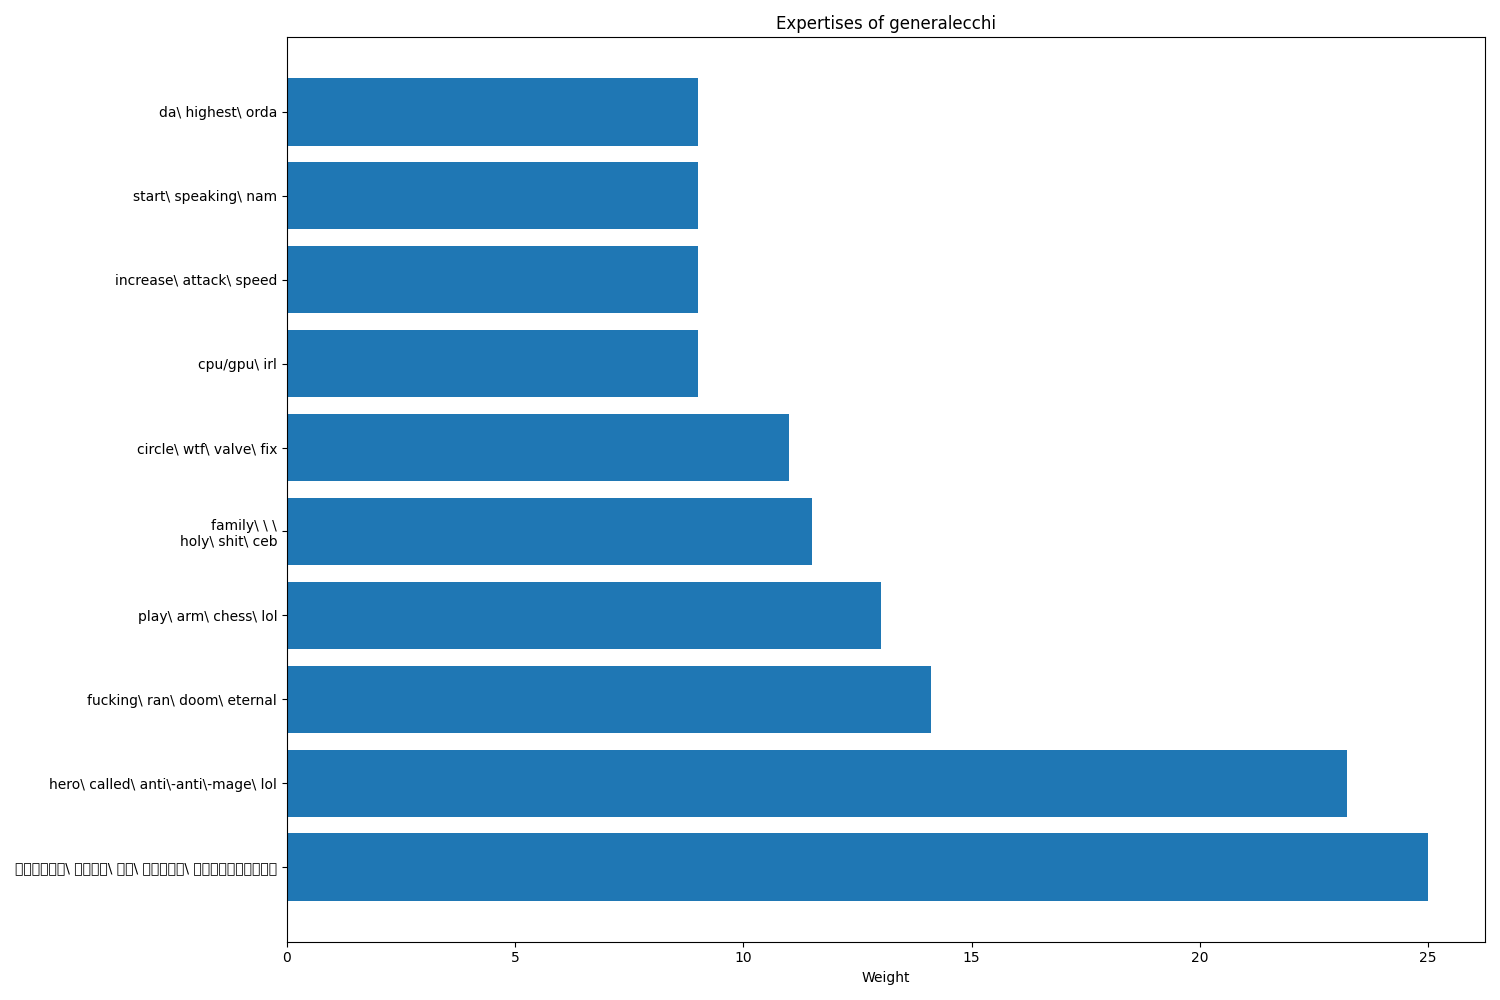 Expertises of generalecchi
da\ highest\ orda
start\ speaking\ nam
increase\ attack\ speed
cpu/gpu\ irl
circle\ wtf\ valve\ fix
family\ \ \
holy\ shit\ ceb
play\ arm\ chess\ lol
fucking\ ran\ doom\ eternal
hero\ called\ anti\-anti\-mage\ lol
0 5 10 15 20 25
Weight